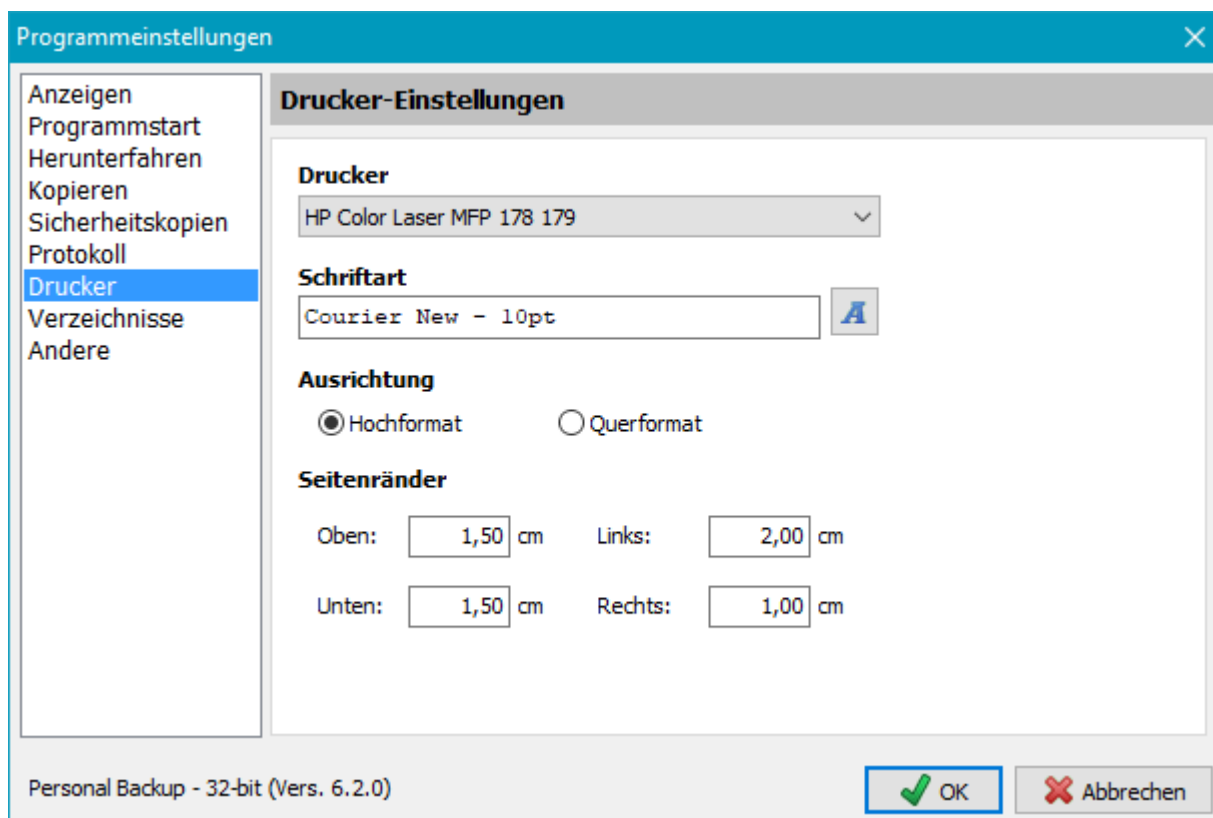 Programmeinstellungen
Anzeigen
Programmstart
Herunterfahren
Kopieren
Sicherheitskopien
Protokoll
Drucker
Verzeichnisse
Andere
Drucker-Einstellungen
Drucker
HP Color Laser MFP 178 179
Schriftart
Courier New - 10pt
A
Ausrichtung
Hochformat Querformat
Seitenränder
Oben: 1,50 cm Links: 2,00 cm
Unten: 1,50 cm Rechts: 1,00 cm
Personal Backup - 32-bit (Vers. 6.2.0)
OK Abbrechen